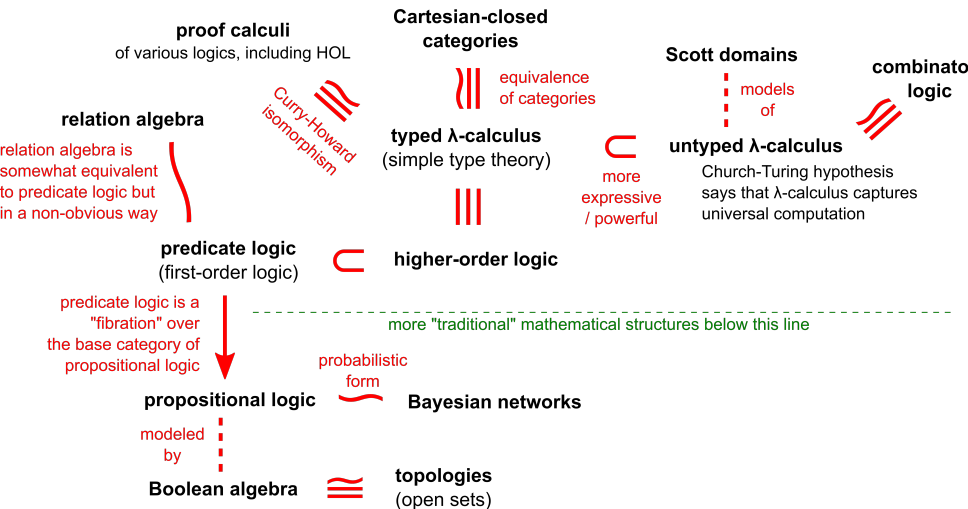 proof calculi
of various logics, including HOL
Cartesian-closed
categories
Scott domains
combinato
logic
equivalence
of categories
models
of
Curry-Howard
isomorphism
relation algebra
relation algebra is
somewhat equivalent
to predicate logic but
in a non-obvious way
typed λ-calculus
(simple type theory)
more
expressive
/ powerful
untyped λ-calculus
Church-Turing hypothesis
says that λ-calculus captures
universal computation
predicate logic
(first-order logic)
higher-order logic
predicate logic is a
"fibration" over
the base category of
propositional logic
more "traditional" mathematical structures below this line
probabilistic
form
propositional logic
Bayesian networks
modeled
by
Boolean algebra
topologies
(open sets)